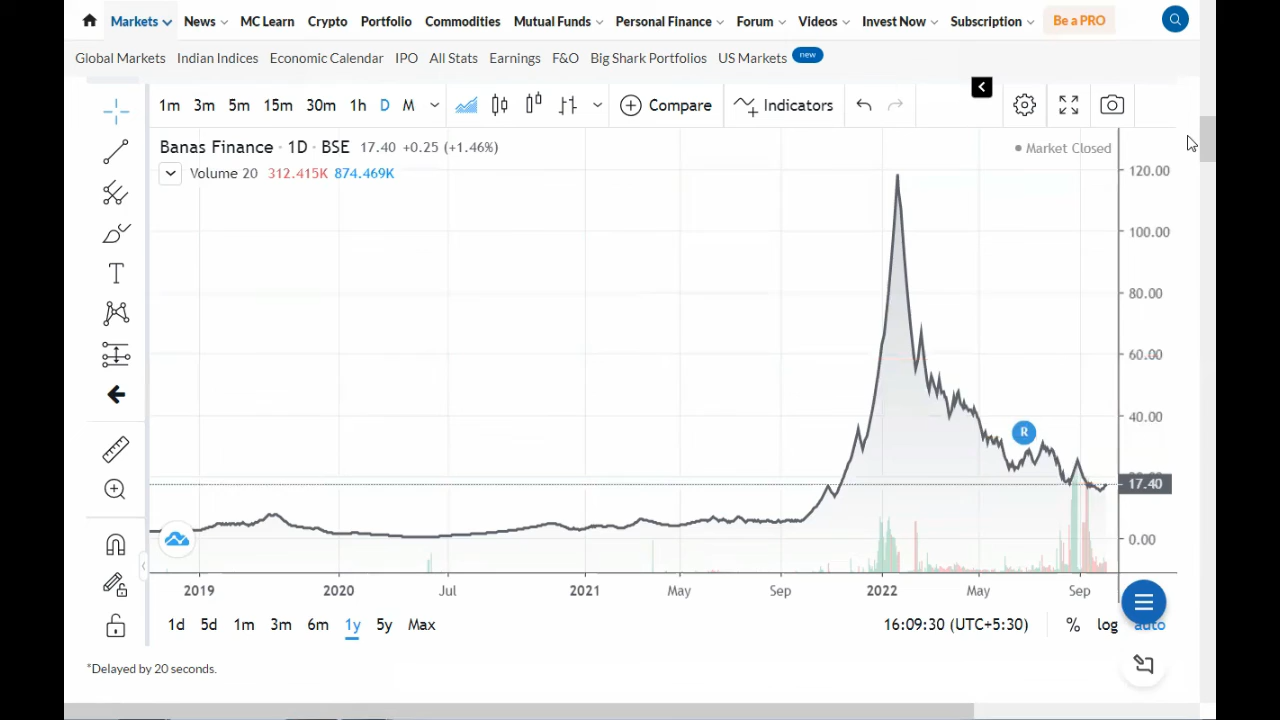 Markets News MC Learn Crypto Portfolio Commodities Mutual Funds Personal Finance Forum Videos Invest Now Subscription Be a PRO
Global Markets Indian Indices Economic Calendar IPO All Stats Earnings F&O Big Shark Portfolios US Markets new
1m 3m 5m 15m 30m 1h D M Compare Indicators
Banas Finance · 1D · BSE 17.40 +0.25 (+1.46%) Market Closed
Volume 20 312.415K 874.469K
120.00
100.00
80.00
60.00
40.00
R
17.40
0.00
2019 2020 Jul 2021 May Sep 2022 May Sep
1d 5d 1m 3m 6m 1y 5y Max 16:09:30 (UTC+5:30) % log auto
*Delayed by 20 seconds.